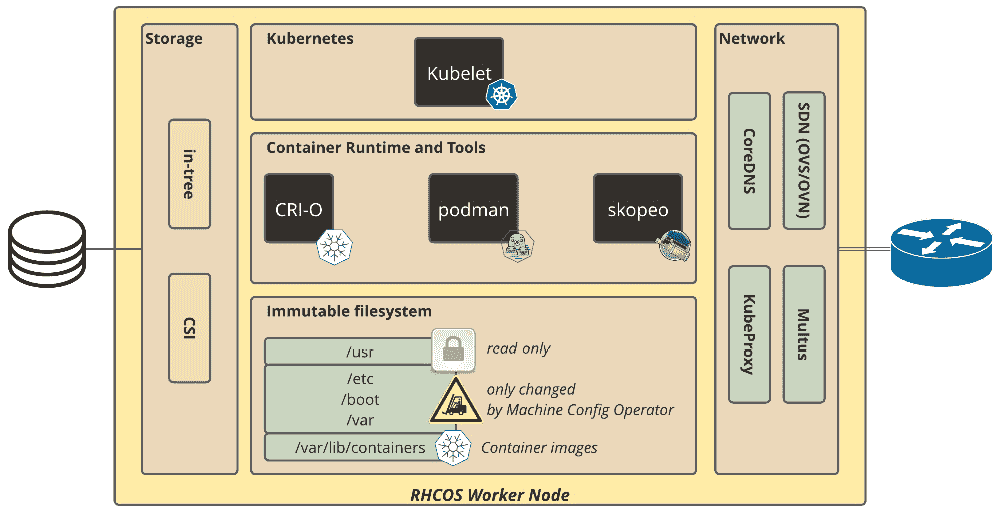 Storage
in-tree
CSI
Kubernetes
Kubelet
Container Runtime and Tools
CRI-O
podman
skopeo
Immutable filesystem
/usr
read only
/etc
/boot
/var
only changed
by Machine Config Operator
/var/lib/containers
Container images
Network
CoreDNS
SDN (OVS/OVN)
KubeProxy
Multus
RHCOS Worker Node